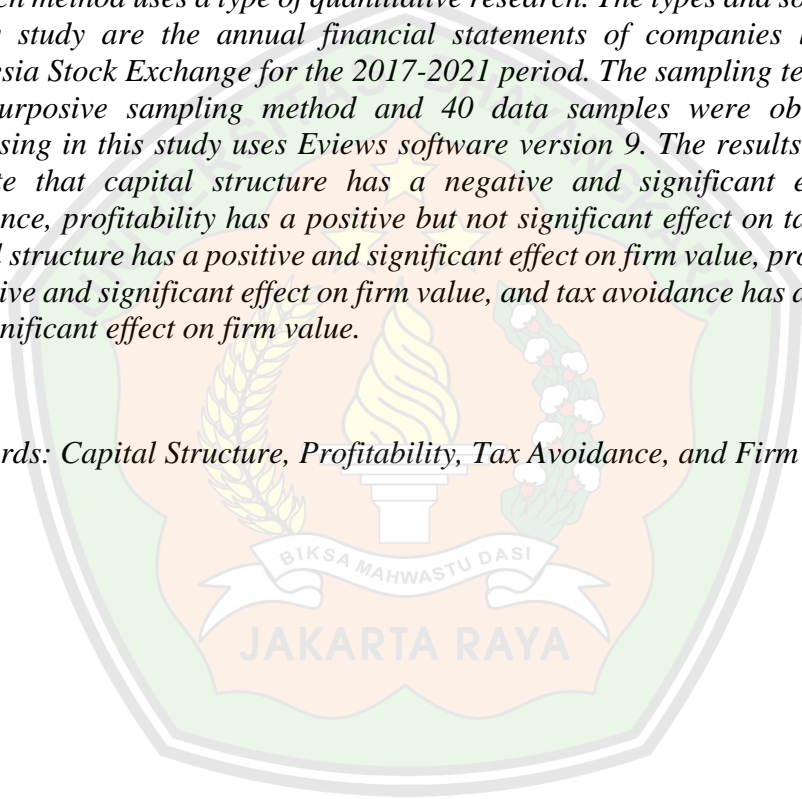 ch method uses a type of quantitative research. The types and so
s study are the annual financial statements of companies l
esia Stock Exchange for the 2017-2021 period. The sampling te
urposive sampling method and 40 data samples were ob
sing in this study uses Eviews software version 9. The results
te that capital structure has a negative and significant e
nce, profitability has a positive but not significant effect on ta
l structure has a positive and significant effect on firm value, pro
ive and significant effect on firm value, and tax avoidance has a
nificant effect on firm value.
rds: Capital Structure, Profitability, Tax Avoidance, and Firm
UNIVERSITAS BHAYANGKARA
BIKSA MAHWASTU DASI
JAKARTA RAYA